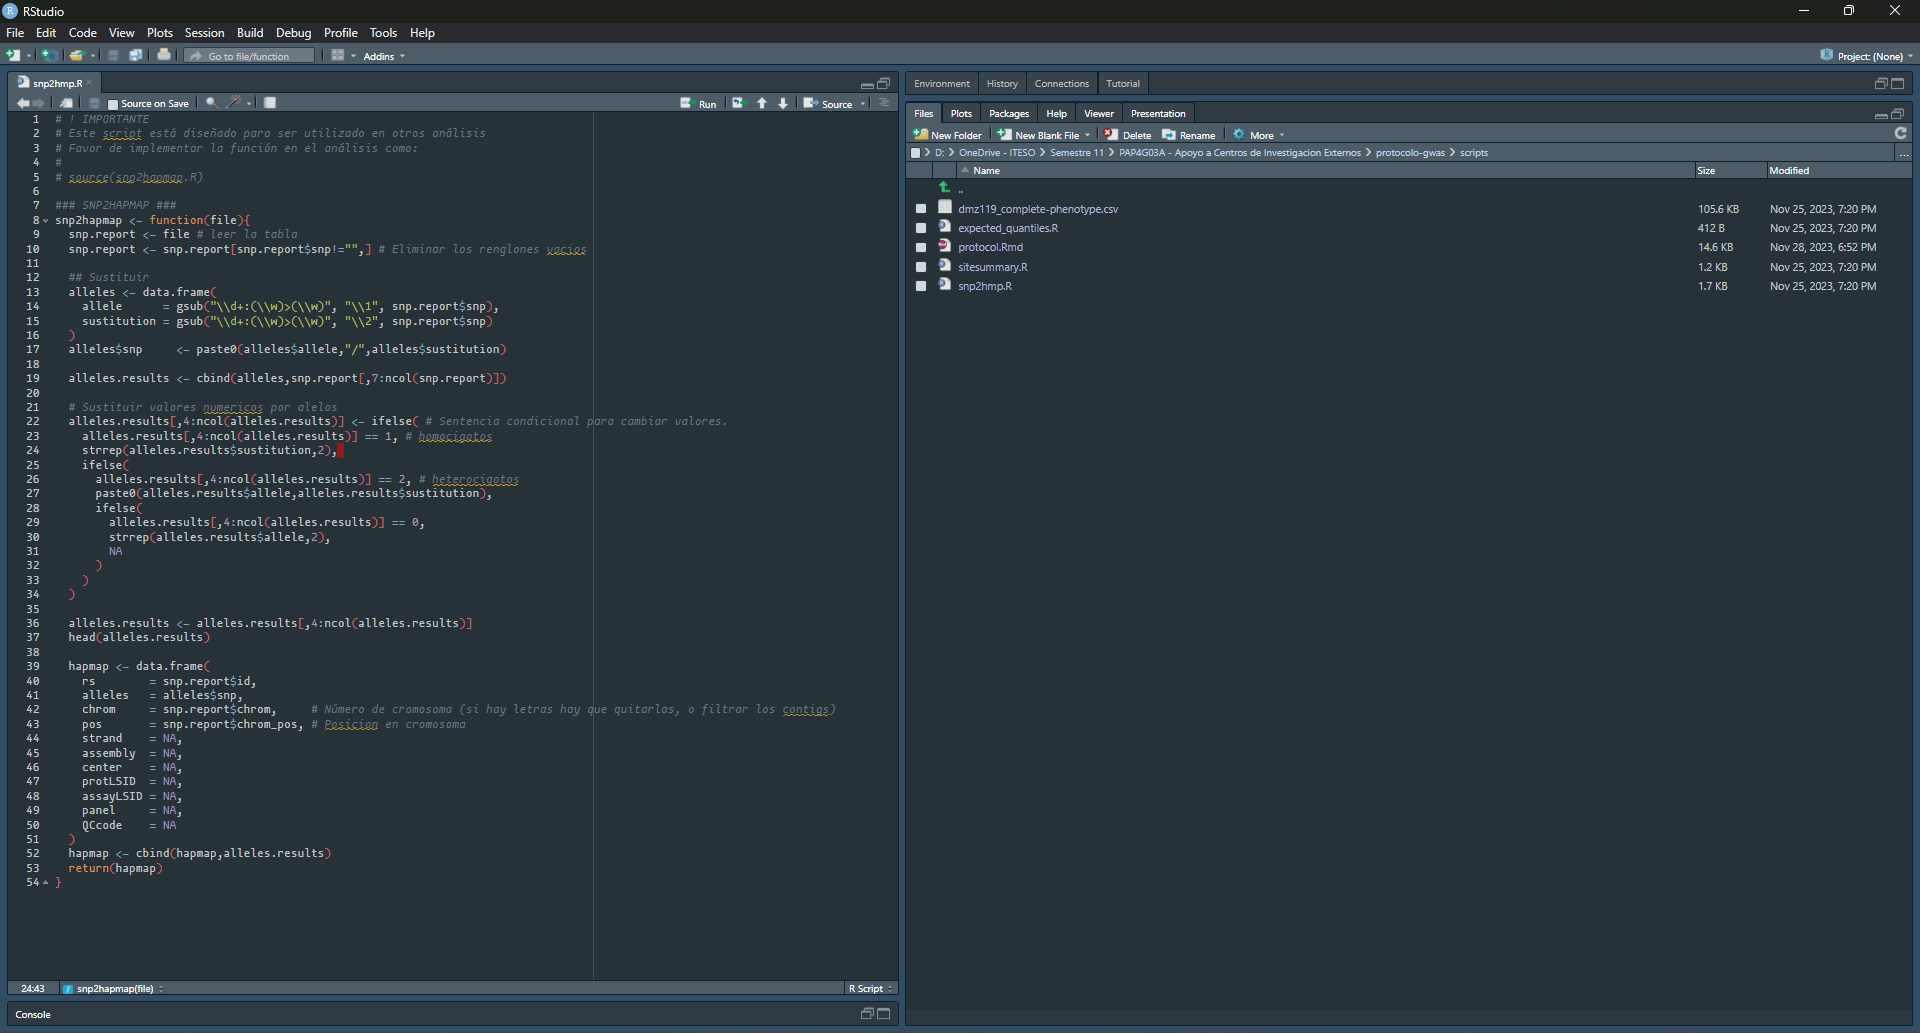 RStudio
File Edit Code View Plots Session Build Debug Profile Tools Help
Go to file/function Addins Project: (None)
snp2hmp.R
Source on Save Run Source
1 # ! IMPORTANTE
2 # Este script está diseñado para ser utilizado en otros análisis
3 # Favor de implementar la función en el análisis como:
4 #
5 # source(snp2hapmap.R)
6
7 ### SNP2HAPMAP ###
8 snp2hapmap <- function(file){
9 snp.report <- file # leer la tabla
10 snp.report <- snp.report[snp.report$snp!="",] # Eliminar los renglones vacios
11
12 ## Sustituir
13 alleles <- data.frame(
14 allele = gsub("\\d+:(\\w)>(\\w)", "\\1", snp.report$snp),
15 sustitution = gsub("\\d+:(\\w)>(\\w)", "\\2", snp.report$snp)
16 )
17 alleles$snp <- paste0(alleles$allele,"/",alleles$sustitution)
18
19 alleles.results <- cbind(alleles,snp.report[,7:ncol(snp.report)])
20
21 # Sustituir valores numericos por alelos
22 alleles.results[,4:ncol(alleles.results)] <- ifelse( # Sentencia condicional para cambiar valores.
23 alleles.results[,4:ncol(alleles.results)] == 1, # homocigotos
24 strrep(alleles.results$sustitution,2),
25 ifelse(
26 alleles.results[,4:ncol(alleles.results)] == 2, # heterocigotos
27 paste0(alleles.results$allele,alleles.results$sustitution),
28 ifelse(
29 alleles.results[,4:ncol(alleles.results)] == 0,
30 strrep(alleles.results$allele,2),
31 NA
32 )
33 )
34 )
35
36 alleles.results <- alleles.results[,4:ncol(alleles.results)]
37 head(alleles.results)
38
39 hapmap <- data.frame(
40 rs = snp.report$id,
41 alleles = alleles$snp,
42 chrom = snp.report$chrom, # Número de cromosoma (si hay letras hay que quitarlas, o filtrar los contigs)
43 pos = snp.report$chrom_pos, # Posicion en cromosoma
44 strand = NA,
45 assembly = NA,
46 center = NA,
47 protLSID = NA,
48 assayLSID = NA,
49 panel = NA,
50 QCcode = NA
51 )
52 hapmap <- cbind(hapmap,alleles.results)
53 return(hapmap)
54 }
24:43 snp2hapmap(file) R Script
Console
Environment History Connections Tutorial
Files Plots Packages Help Viewer Presentation
New Folder New Blank File Delete Rename More
D: > OneDrive - ITESO > Semestre 11 > PAP4G03A - Apoyo a Centros de Investigacion Externos > protocolo-gwas > scripts ...
Name Size Modified
..
dmz119_complete-phenotype.csv 105.6 KB Nov 25, 2023, 7:20 PM
expected_quantiles.R 412 B Nov 25, 2023, 7:20 PM
protocol.Rmd 14.6 KB Nov 28, 2023, 6:52 PM
sitesummary.R 1.2 KB Nov 25, 2023, 7:20 PM
snp2hmp.R 1.7 KB Nov 25, 2023, 7:20 PM